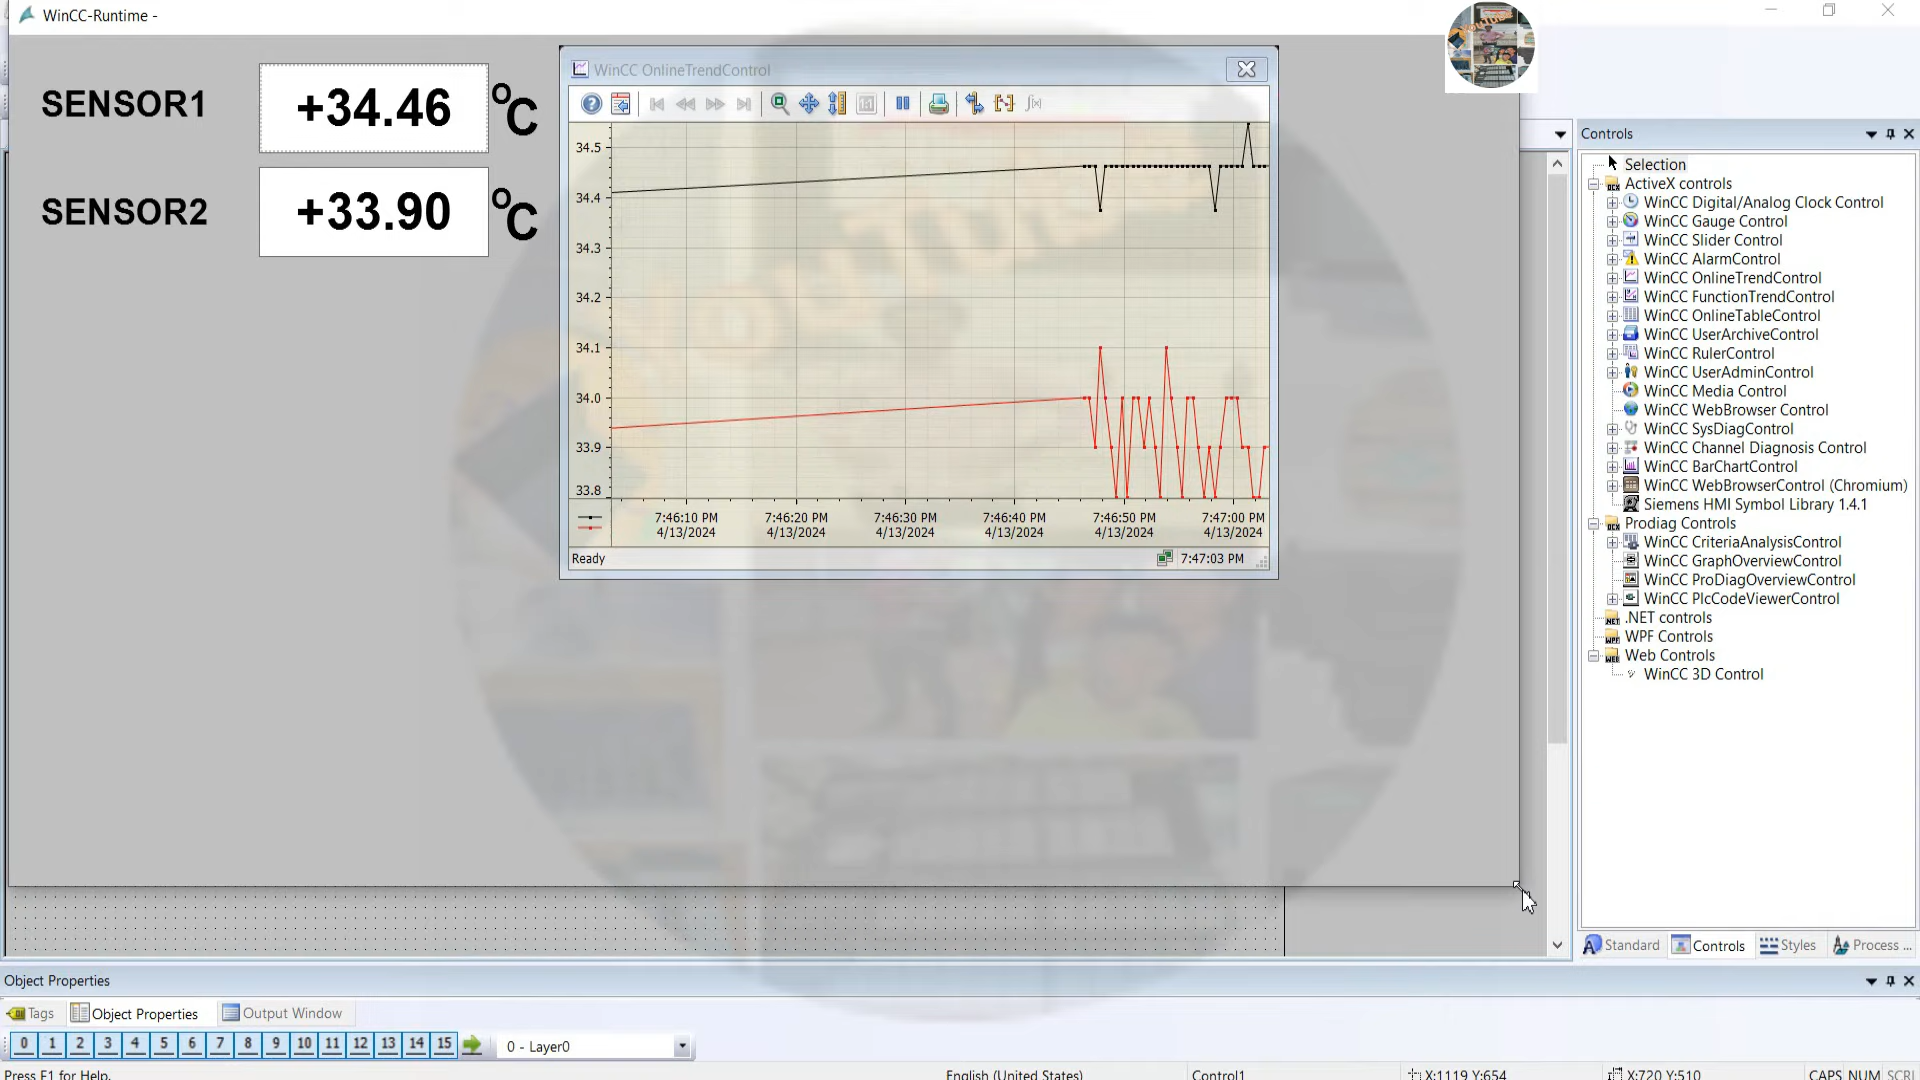 WinCC-Runtime -
SENSOR1
+34.46
°C
SENSOR2
+33.90
°C
WinCC OnlineTrendControl
34.5
34.4
34.3
34.2
34.1
34.0
33.9
33.8
7:46:10 PM 7:46:20 PM 7:46:30 PM 7:46:40 PM 7:46:50 PM 7:47:00 PM
4/13/2024 4/13/2024 4/13/2024 4/13/2024 4/13/2024 4/13/2024
Ready
7:47:03 PM
YouTube
Controls
Selection
ActiveX controls
WinCC Digital/Analog Clock Control
WinCC Gauge Control
WinCC Slider Control
WinCC AlarmControl
WinCC OnlineTrendControl
WinCC FunctionTrendControl
WinCC OnlineTableControl
WinCC UserArchiveControl
WinCC RulerControl
WinCC UserAdminControl
WinCC Media Control
WinCC WebBrowser Control
WinCC SysDiagControl
WinCC Channel Diagnosis Control
WinCC BarChartControl
WinCC WebBrowserControl (Chromium)
Siemens HMI Symbol Library 1.4.1
Prodiag Controls
WinCC CriteriaAnalysisControl
WinCC GraphOverviewControl
WinCC ProDiagOverviewControl
WinCC PlcCodeViewerControl
.NET controls
WPF Controls
Web Controls
WinCC 3D Control
Standard Controls Styles Process ...
Object Properties
Tags Object Properties Output Window
0 1 2 3 4 5 6 7 8 9 10 11 12 13 14 15 0 - Layer0
Press F1 for Help. English (United States) Control1 X:1119 Y:654 X:720 Y:510 CAPS NUM SCRL